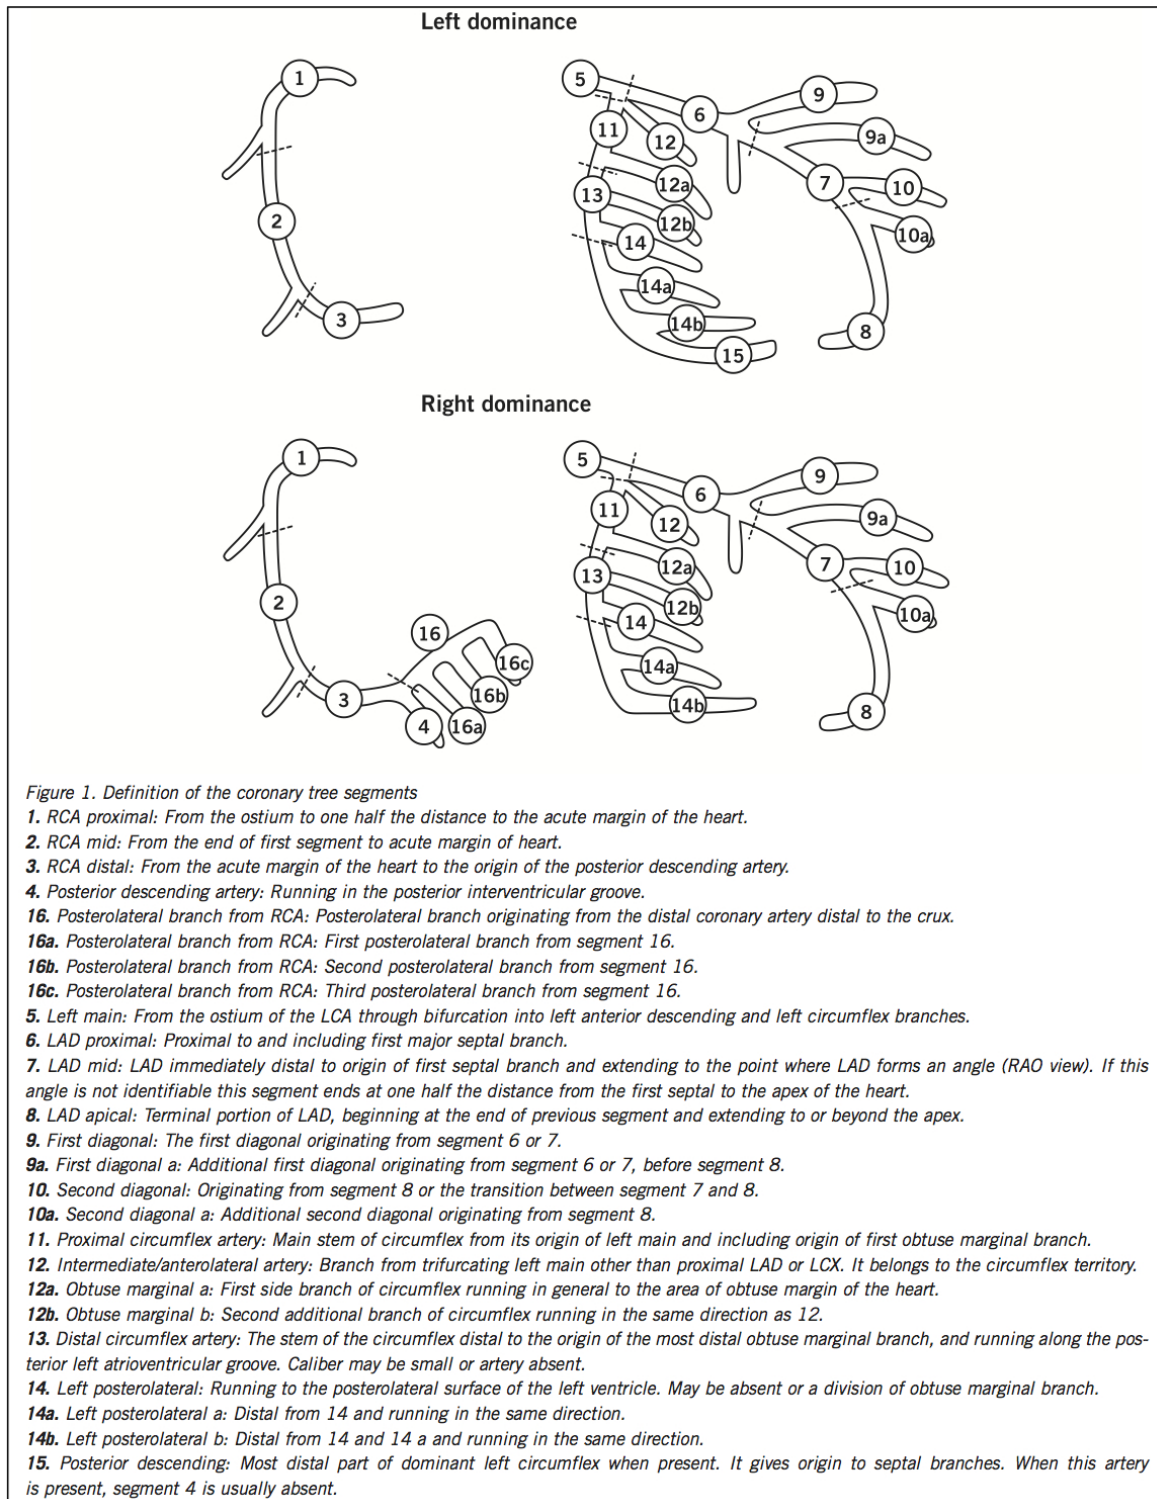 Left dominance
1
2
3
5
6
9
9a
11
12
12a
7
10
13
12b
10a
14
14a
14b
8
15
Right dominance
1
2
3
16
16c
16b
16a
4
5
6
9
9a
11
12
12a
7
10
13
12b
10a
14
14a
14b
8
Figure 1. Definition of the coronary tree segments
1. RCA proximal: From the ostium to one half the distance to the acute margin of the heart.
2. RCA mid: From the end of first segment to acute margin of heart.
3. RCA distal: From the acute margin of the heart to the origin of the posterior descending artery.
4. Posterior descending artery: Running in the posterior interventricular groove.
16. Posterolateral branch from RCA: Posterolateral branch originating from the distal coronary artery distal to the crux.
16a. Posterolateral branch from RCA: First posterolateral branch from segment 16.
16b. Posterolateral branch from RCA: Second posterolateral branch from segment 16.
16c. Posterolateral branch from RCA: Third posterolateral branch from segment 16.
5. Left main: From the ostium of the LCA through bifurcation into left anterior descending and left circumflex branches.
6. LAD proximal: Proximal to and including first major septal branch.
7. LAD mid: LAD immediately distal to origin of first septal branch and extending to the point where LAD forms an angle (RAO view). If this
angle is not identifiable this segment ends at one half the distance from the first septal to the apex of the heart.
8. LAD apical: Terminal portion of LAD, beginning at the end of previous segment and extending to or beyond the apex.
9. First diagonal: The first diagonal originating from segment 6 or 7.
9a. First diagonal a: Additional first diagonal originating from segment 6 or 7, before segment 8.
10. Second diagonal: Originating from segment 8 or the transition between segment 7 and 8.
10a. Second diagonal a: Additional second diagonal originating from segment 8.
11. Proximal circumflex artery: Main stem of circumflex from its origin of left main and including origin of first obtuse marginal branch.
12. Intermediate/anterolateral artery: Branch from trifurcating left main other than proximal LAD or LCX. It belongs to the circumflex territory.
12a. Obtuse marginal a: First side branch of circumflex running in general to the area of obtuse margin of the heart.
12b. Obtuse marginal b: Second additional branch of circumflex running in the same direction as 12.
13. Distal circumflex artery: The stem of the circumflex distal to the origin of the most distal obtuse marginal branch, and running along the pos-
terior left atrioventricular groove. Caliber may be small or artery absent.
14. Left posterolateral: Running to the posterolateral surface of the left ventricle. May be absent or a division of obtuse marginal branch.
14a. Left posterolateral a: Distal from 14 and running in the same direction.
14b. Left posterolateral b: Distal from 14 and 14 a and running in the same direction.
15. Posterior descending: Most distal part of dominant left circumflex when present. It gives origin to septal branches. When this artery
is present, segment 4 is usually absent.